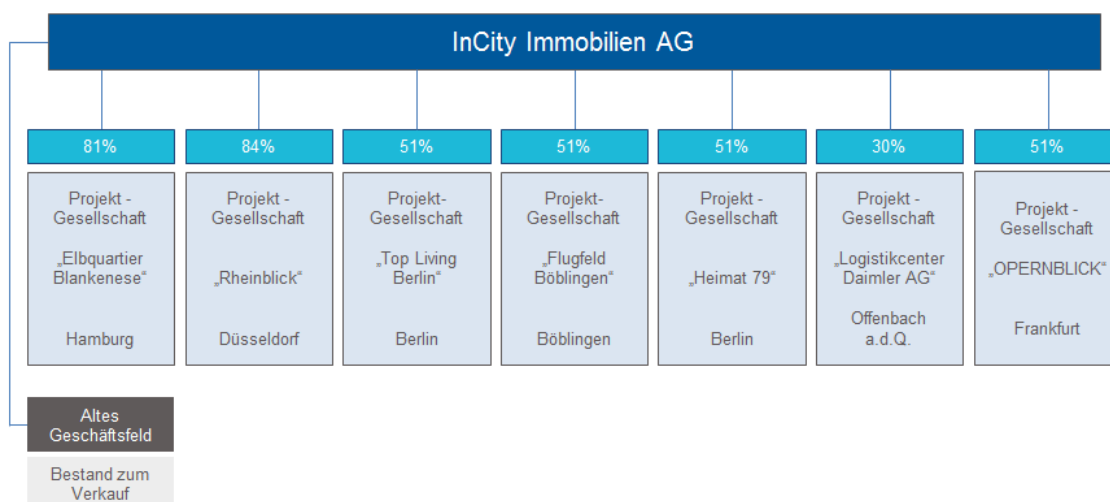 InCity Immobilien AG
81%
84%
51%
51%
51%
30%
51%
Projekt -
Gesellschaft
„Elbquartier
Blankenese“
Hamburg
Projekt -
Gesellschaft
„Rheinblick“
Düsseldorf
Projekt-
Gesellschaft
„Top Living
Berlin“
Berlin
Projekt-
Gesellschaft
„Flugfeld
Böblingen“
Böblingen
Projekt -
Gesellschaft
„Heimat 79“
Berlin
Projekt -
Gesellschaft
„Logistikcenter
Daimler AG“
Offenbach
a.d.Q.
Projekt -
Gesellschaft
„OPERNBLICK“
Frankfurt
Altes
Geschäftsfeld
Bestand zum
Verkauf